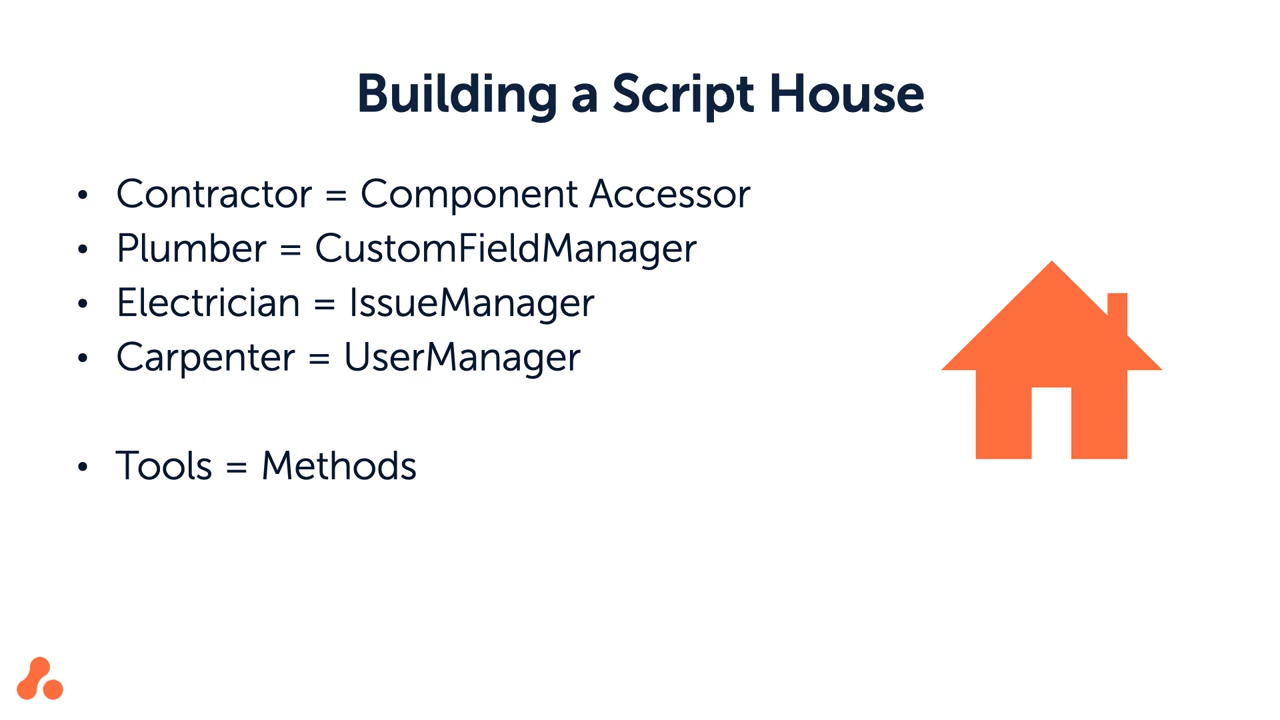 Building a Script House
• Contractor = Component Accessor
• Plumber = CustomFieldManager
• Electrician = IssueManager
• Carpenter = UserManager
• Tools = Methods